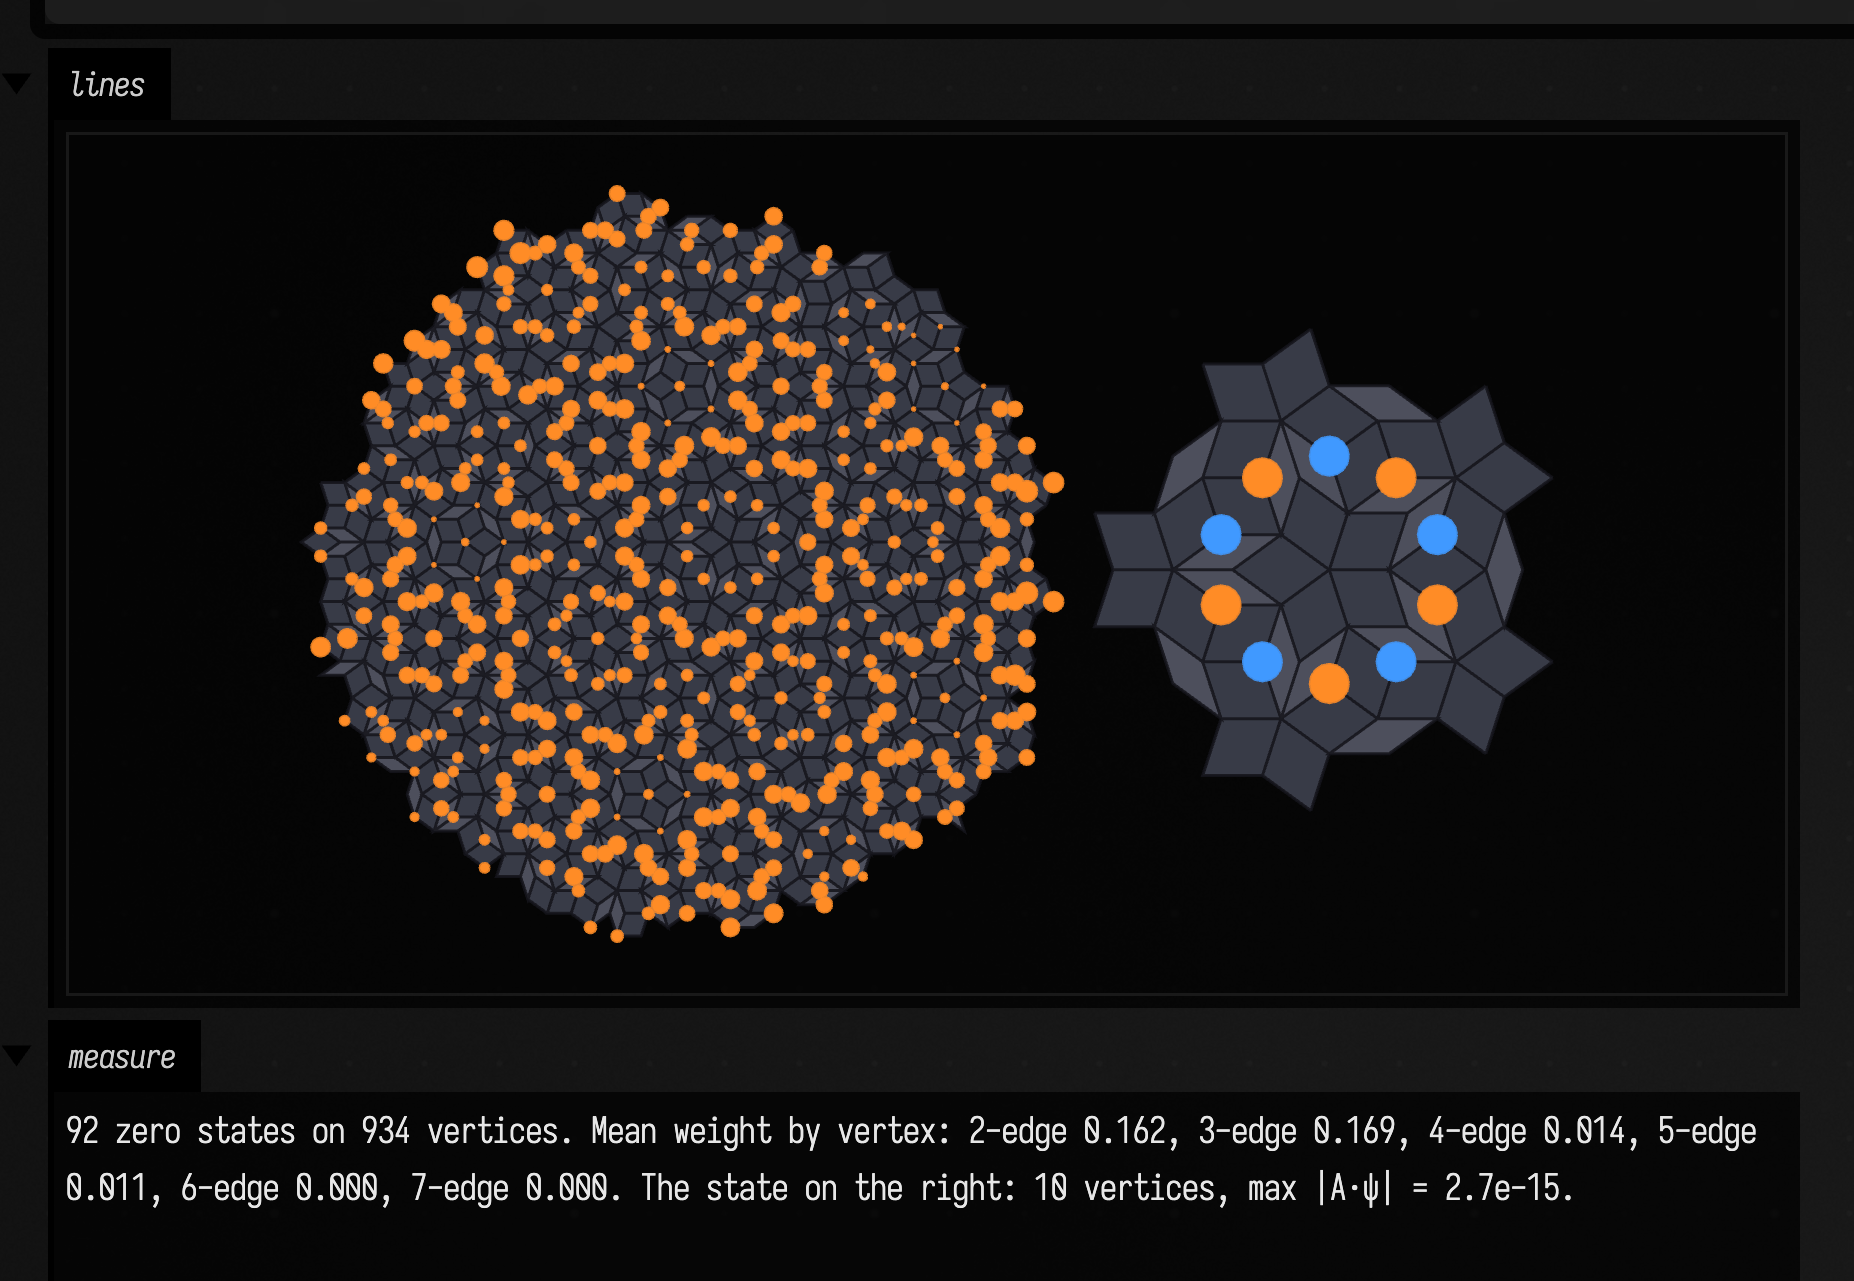 lines
measure
92 zero states on 934 vertices. Mean weight by vertex: 2-edge 0.162, 3-edge 0.169, 4-edge 0.014, 5-edge
0.011, 6-edge 0.000, 7-edge 0.000. The state on the right: 10 vertices, max |A·ψ| = 2.7e-15.